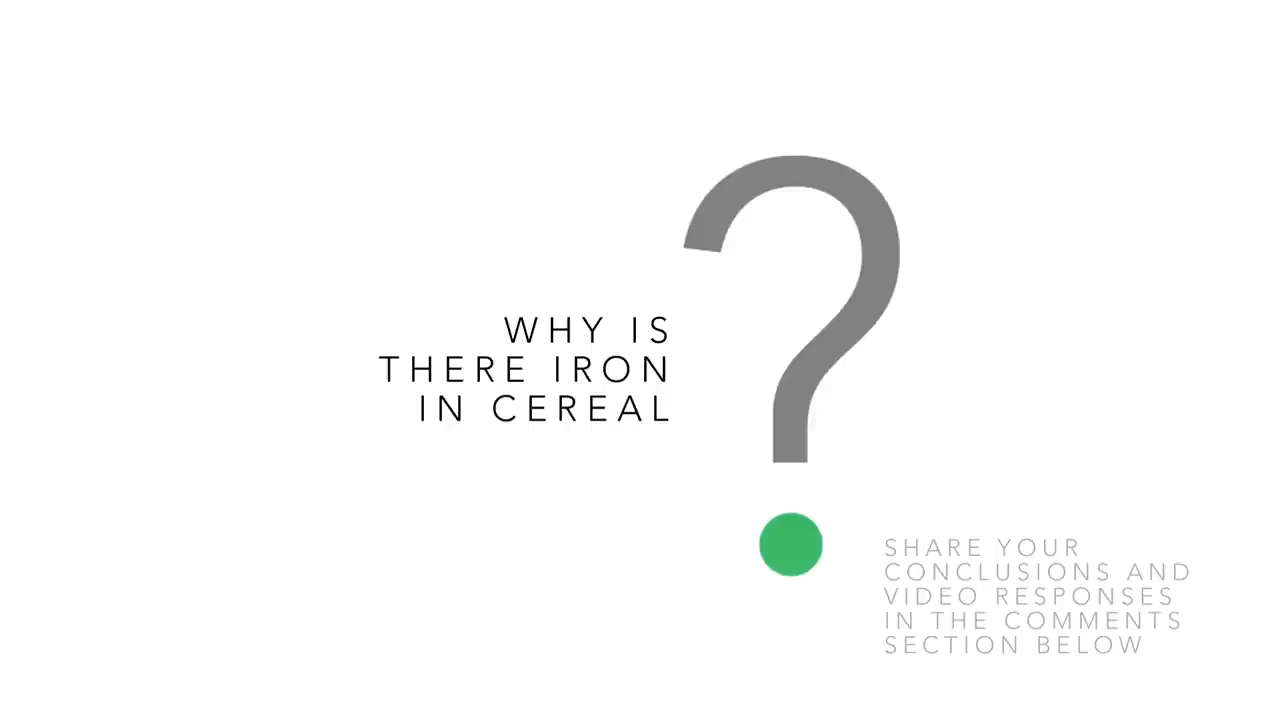 WHY IS
THERE IRON
IN CEREAL
?
SHARE YOUR
CONCLUSIONS AND
VIDEO RESPONSES
IN THE COMMENTS
SECTION BELOW